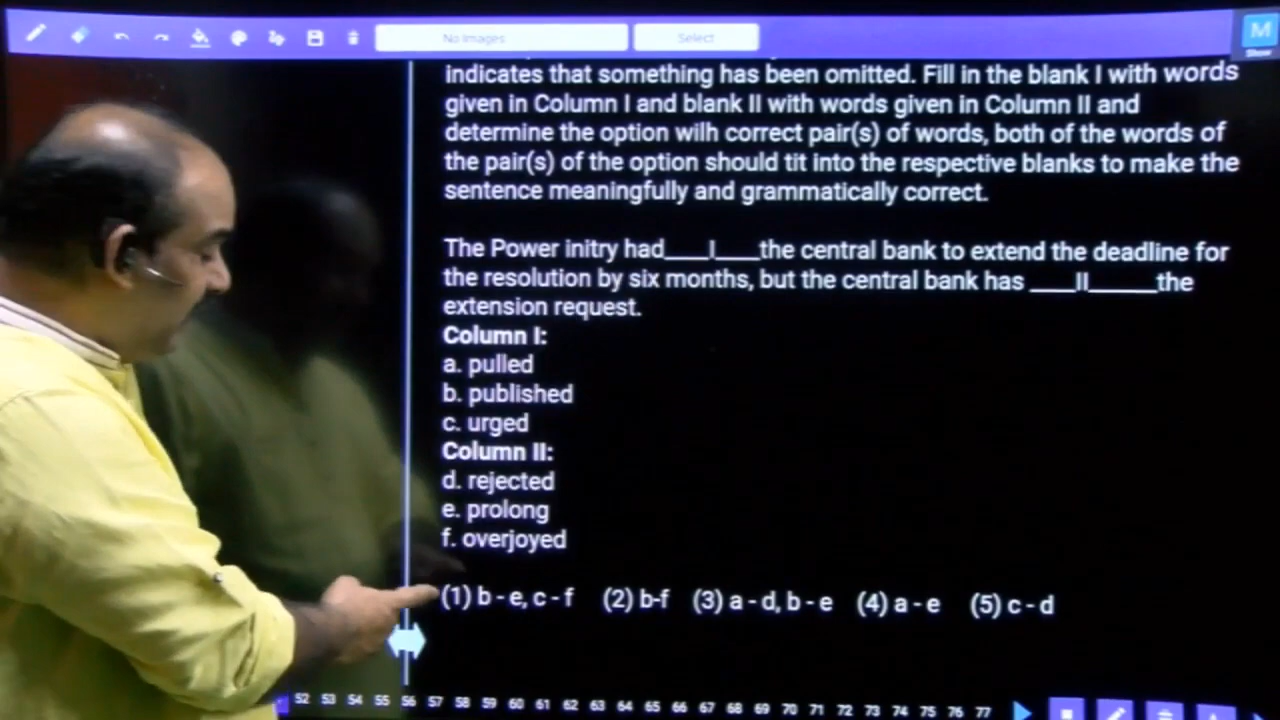 No Images
Select
M
Show
indicates that something has been omitted. Fill in the blank I with words
given in Column I and blank II with words given in Column II and
determine the option wilh correct pair(s) of words, both of the words of
the pair(s) of the option should tit into the respective blanks to make the
sentence meaningfully and grammatically correct.
The Power initry had___I___the central bank to extend the deadline for
the resolution by six months, but the central bank has ___II_____the
extension request.
Column I:
a. pulled
b. published
c. urged
Column II:
d. rejected
e. prolong
f. overjoyed
(1) b - e, c - f (2) b-f (3) a - d, b - e (4) a - e (5) c - d
52 53 54 55 56 57 58 59 60 61 62 63 64 65 66 67 68 69 70 71 72 73 74 75 76 77